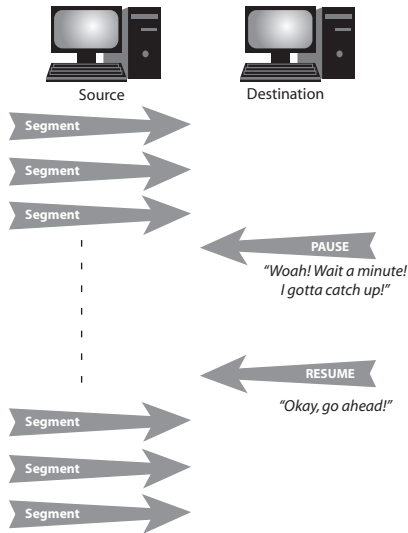 Source
Destination
Segment
Segment
Segment
PAUSE
“Woah! Wait a minute!
I gotta catch up!”
RESUME
“Okay, go ahead!”
Segment
Segment
Segment